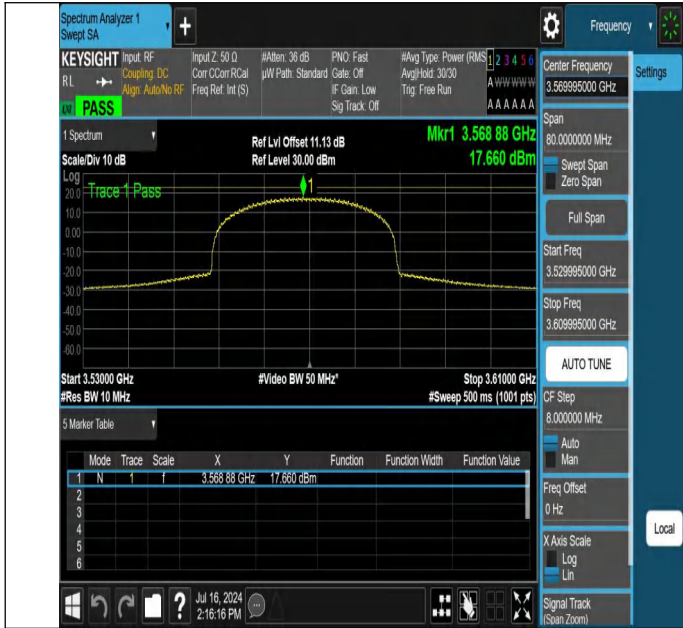 Spectrum Analyzer 1
Swept SA
+
Frequency
KEYSIGHT
RL
PASS
Input: RF
Coupling: DC
Align: Auto/No RF
Input Z: 50 Ω
Corr CCorr RCal
Freq Ref: Int (S)
#Atten: 36 dB
µW Path: Standard
PNO: Fast
Gate: Off
IF Gain: Low
Sig Track: Off
#Avg Type: Power (RMS
Avg|Hold: 30/30
Trig: Free Run
1 2 3 4 5 6
A W W W W W
A A A A A A
1 Spectrum
Scale/Div 10 dB
Ref Lvl Offset 11.13 dB
Ref Level 30.00 dBm
Mkr1 3.568 88 GHz
17.660 dBm
Log
Trace 1 Pass
1
20.0
10.0
0.00
-10.0
-20.0
-30.0
-40.0
-50.0
-60.0
Start 3.53000 GHz
#Video BW 50 MHz*
Stop 3.61000 GHz
#Res BW 10 MHz
#Sweep 500 ms (1001 pts)
5 Marker Table
Mode Trace Scale X Y Function Function Width Function Value
1 N 1 f 3.568 88 GHz 17.660 dBm
2
3
4
5
6
Jul 16, 2024
2:16:16 PM
Center Frequency
3.569995000 GHz
Settings
Span
80.0000000 MHz
Swept Span
Zero Span
Full Span
Start Freq
3.529995000 GHz
Stop Freq
3.609995000 GHz
AUTO TUNE
CF Step
8.000000 MHz
Auto
Man
Freq Offset
0 Hz
Local
X Axis Scale
Log
Lin
Signal Track
(Span Zoom)